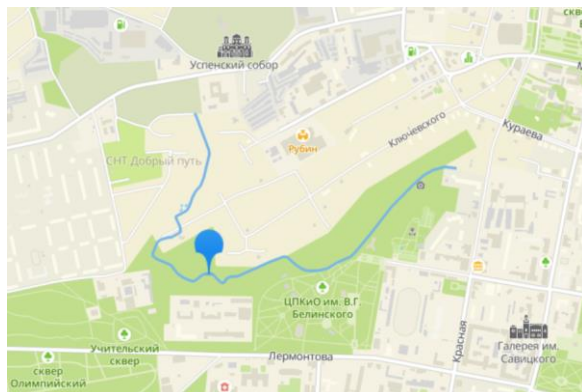 скв
Успенский собор
Ключевского
Кураева
Рубин
СНТ Добрый путь
ЦПКиО им. В.Г.
Белинского
Красная
Галерея им.
Савицкого
Учительский
сквер
Лермонтова
сквер
Олимпийский